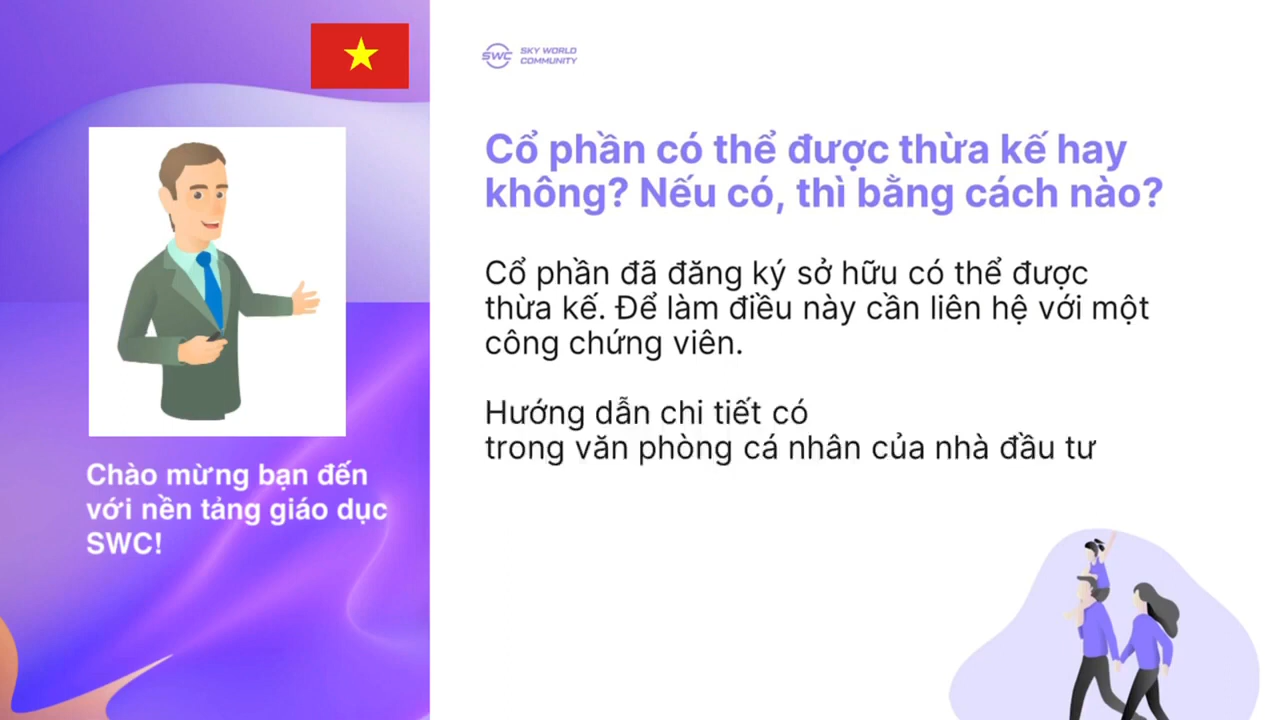 SWC SKY WORLD
COMMUNITY
Cổ phần có thể được thừa kế hay
không? Nếu có, thì bằng cách nào?
Cổ phần đã đăng ký sở hữu có thể được
thừa kế. Để làm điều này cần liên hệ với một
công chứng viên.
Hướng dẫn chi tiết có
trong văn phòng cá nhân của nhà đầu tư
Chào mừng bạn đến
với nền tảng giáo dục
SWC!